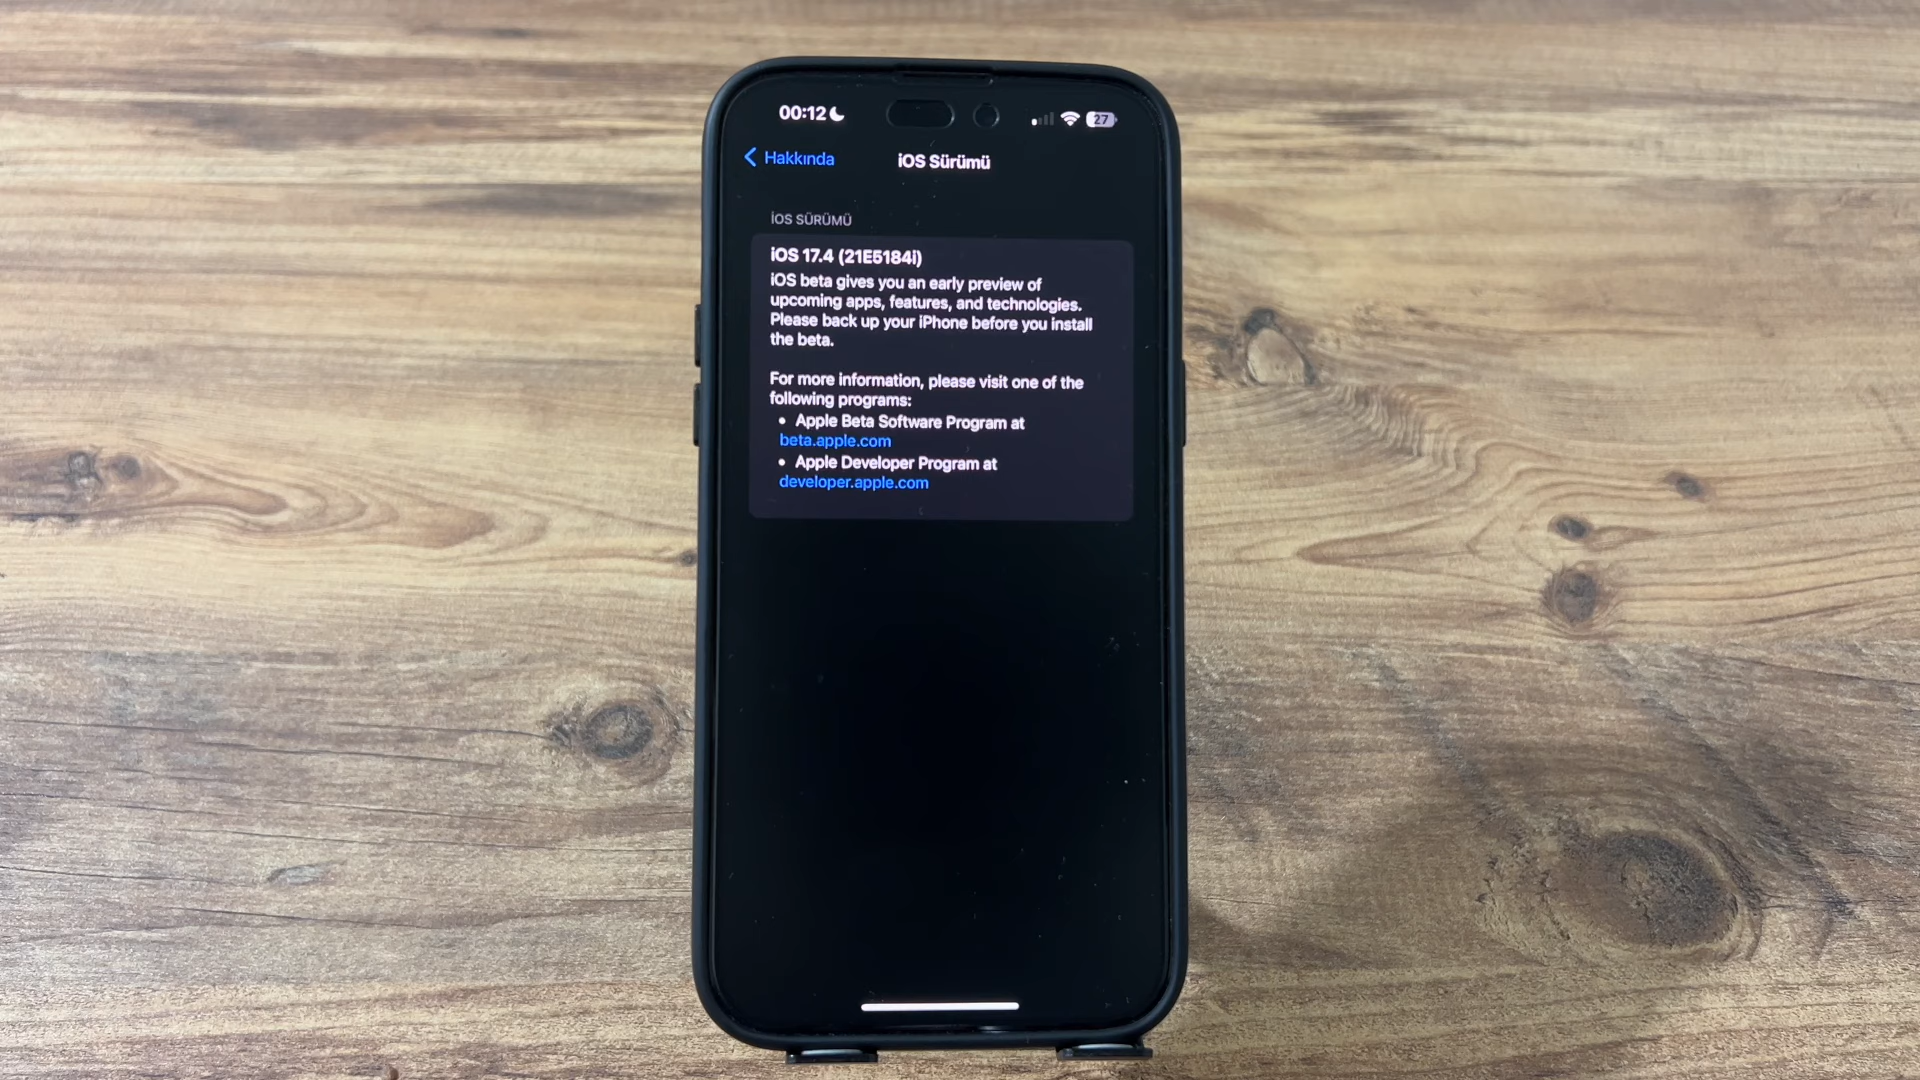 00:12
27
Hakkında
iOS Sürümü
İOS SÜRÜMÜ
iOS 17.4 (21E5184i)
iOS beta gives you an early preview of
upcoming apps, features, and technologies.
Please back up your iPhone before you install
the beta.
For more information, please visit one of the
following programs:
• Apple Beta Software Program at
beta.apple.com
• Apple Developer Program at
developer.apple.com